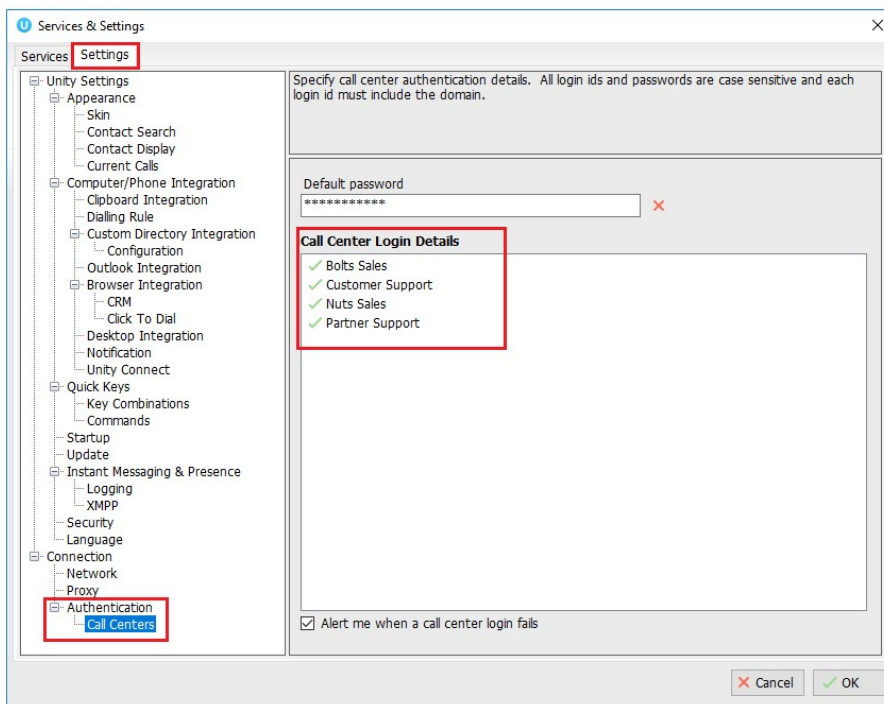 Services & Settings
Services
Settings
Unity Settings
Appearance
Skin
Contact Search
Contact Display
Current Calls
Computer/Phone Integration
Clipboard Integration
Dialling Rule
Custom Directory Integration
Configuration
Outlook Integration
Browser Integration
CRM
Click To Dial
Desktop Integration
Notification
Unity Connect
Quick Keys
Key Combinations
Commands
Startup
Update
Instant Messaging & Presence
Logging
XMPP
Security
Language
Connection
Network
Proxy
Authentication
Call Centers
Specify call center authentication details.  All login ids and passwords are case sensitive and each
login id must include the domain.
Default password
***********
Call Center Login Details
Bolts Sales
Customer Support
Nuts Sales
Partner Support
Alert me when a call center login fails
Cancel
OK